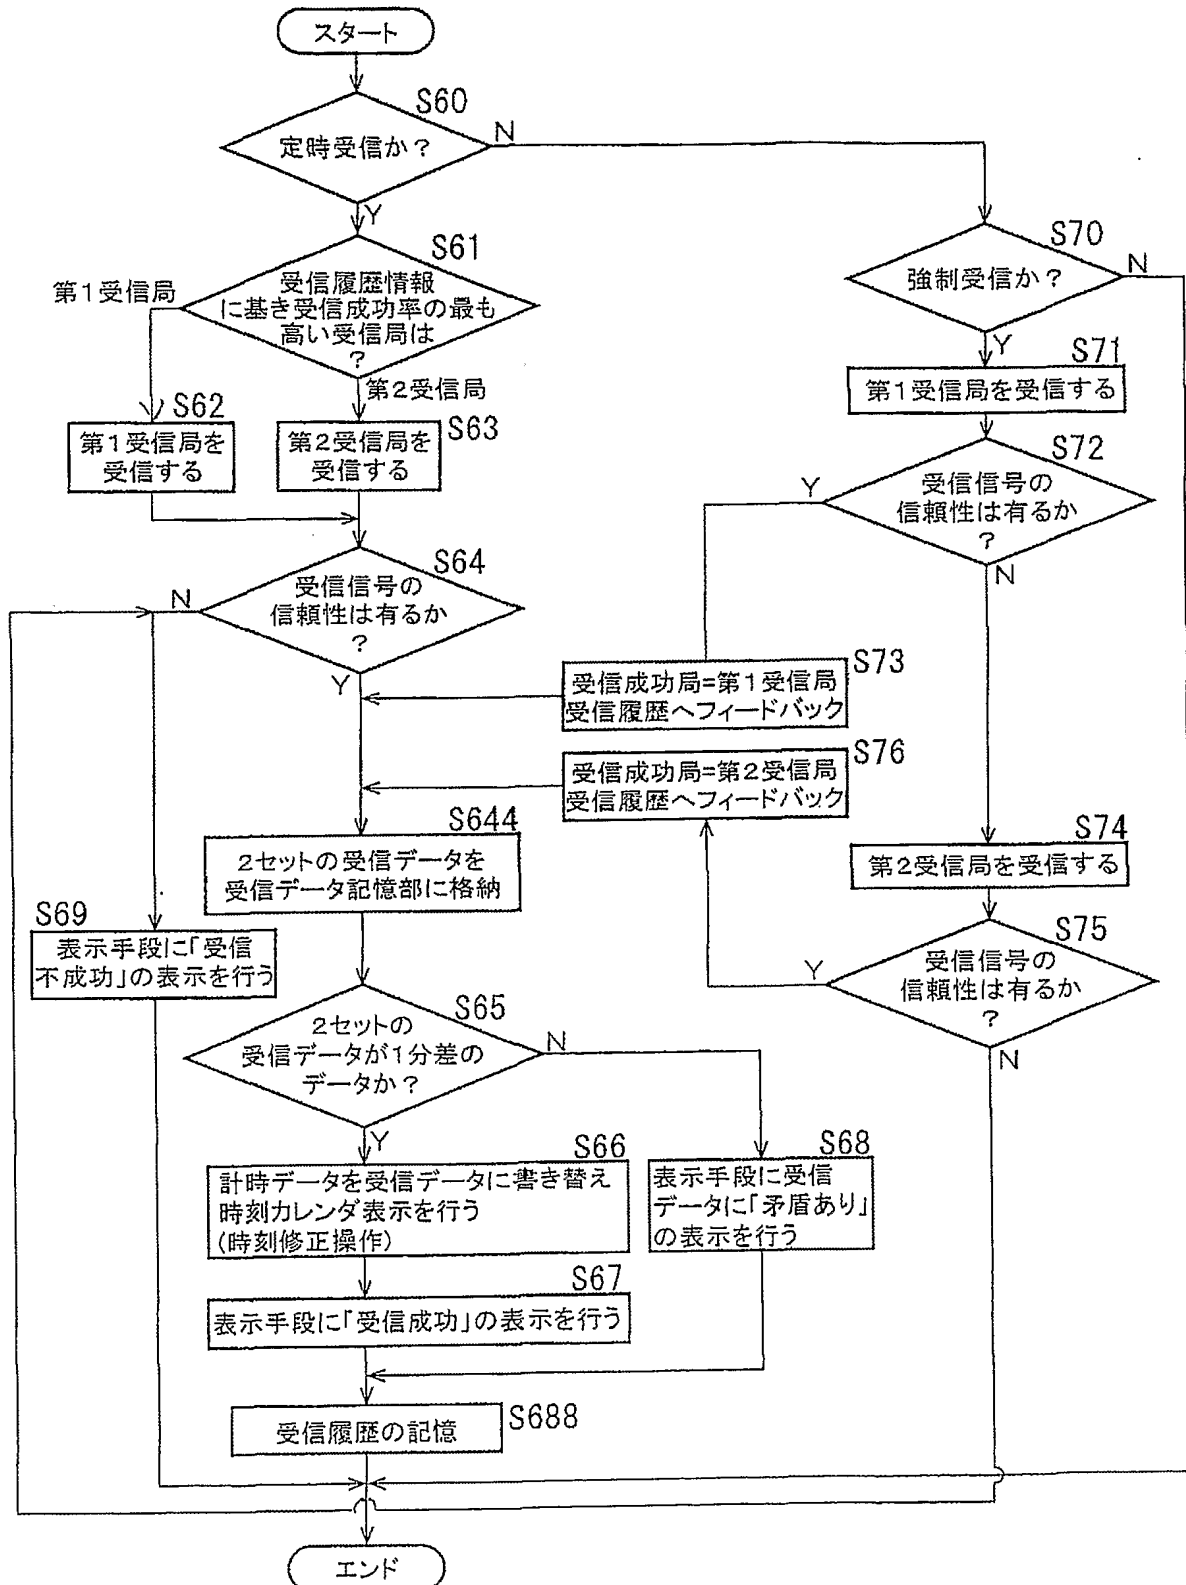 スタート
S60
定時受信か？
N
Y
S61
受信履歴情報
に基き受信成功率の最も
高い受信局は
？
第1受信局
第2受信局
S62
第1受信局を
受信する
S63
第2受信局を
受信する
S64
受信信号の
信頼性は有るか
？
N
Y
S70
強制受信か？
N
Y
S71
第1受信局を受信する
S72
受信信号の
信頼性は有るか
？
Y
N
S73
受信成功局=第1受信局
受信履歴へフィードバック
S76
受信成功局=第2受信局
受信履歴へフィードバック
S74
第2受信局を受信する
S75
受信信号の
信頼性は有るか
？
Y
N
S644
2セットの受信データを
受信データ記憶部に格納
S69
表示手段に「受信
不成功」の表示を行う
S65
2セットの
受信データが1分差の
データか？
N
Y
S66
計時データを受信データに書き替え
時刻カレンダ表示を行う
(時刻修正操作)
S68
表示手段に受信
データに「矛盾あり」
の表示を行う
S67
表示手段に「受信成功」の表示を行う
S688
受信履歴の記憶
エンド